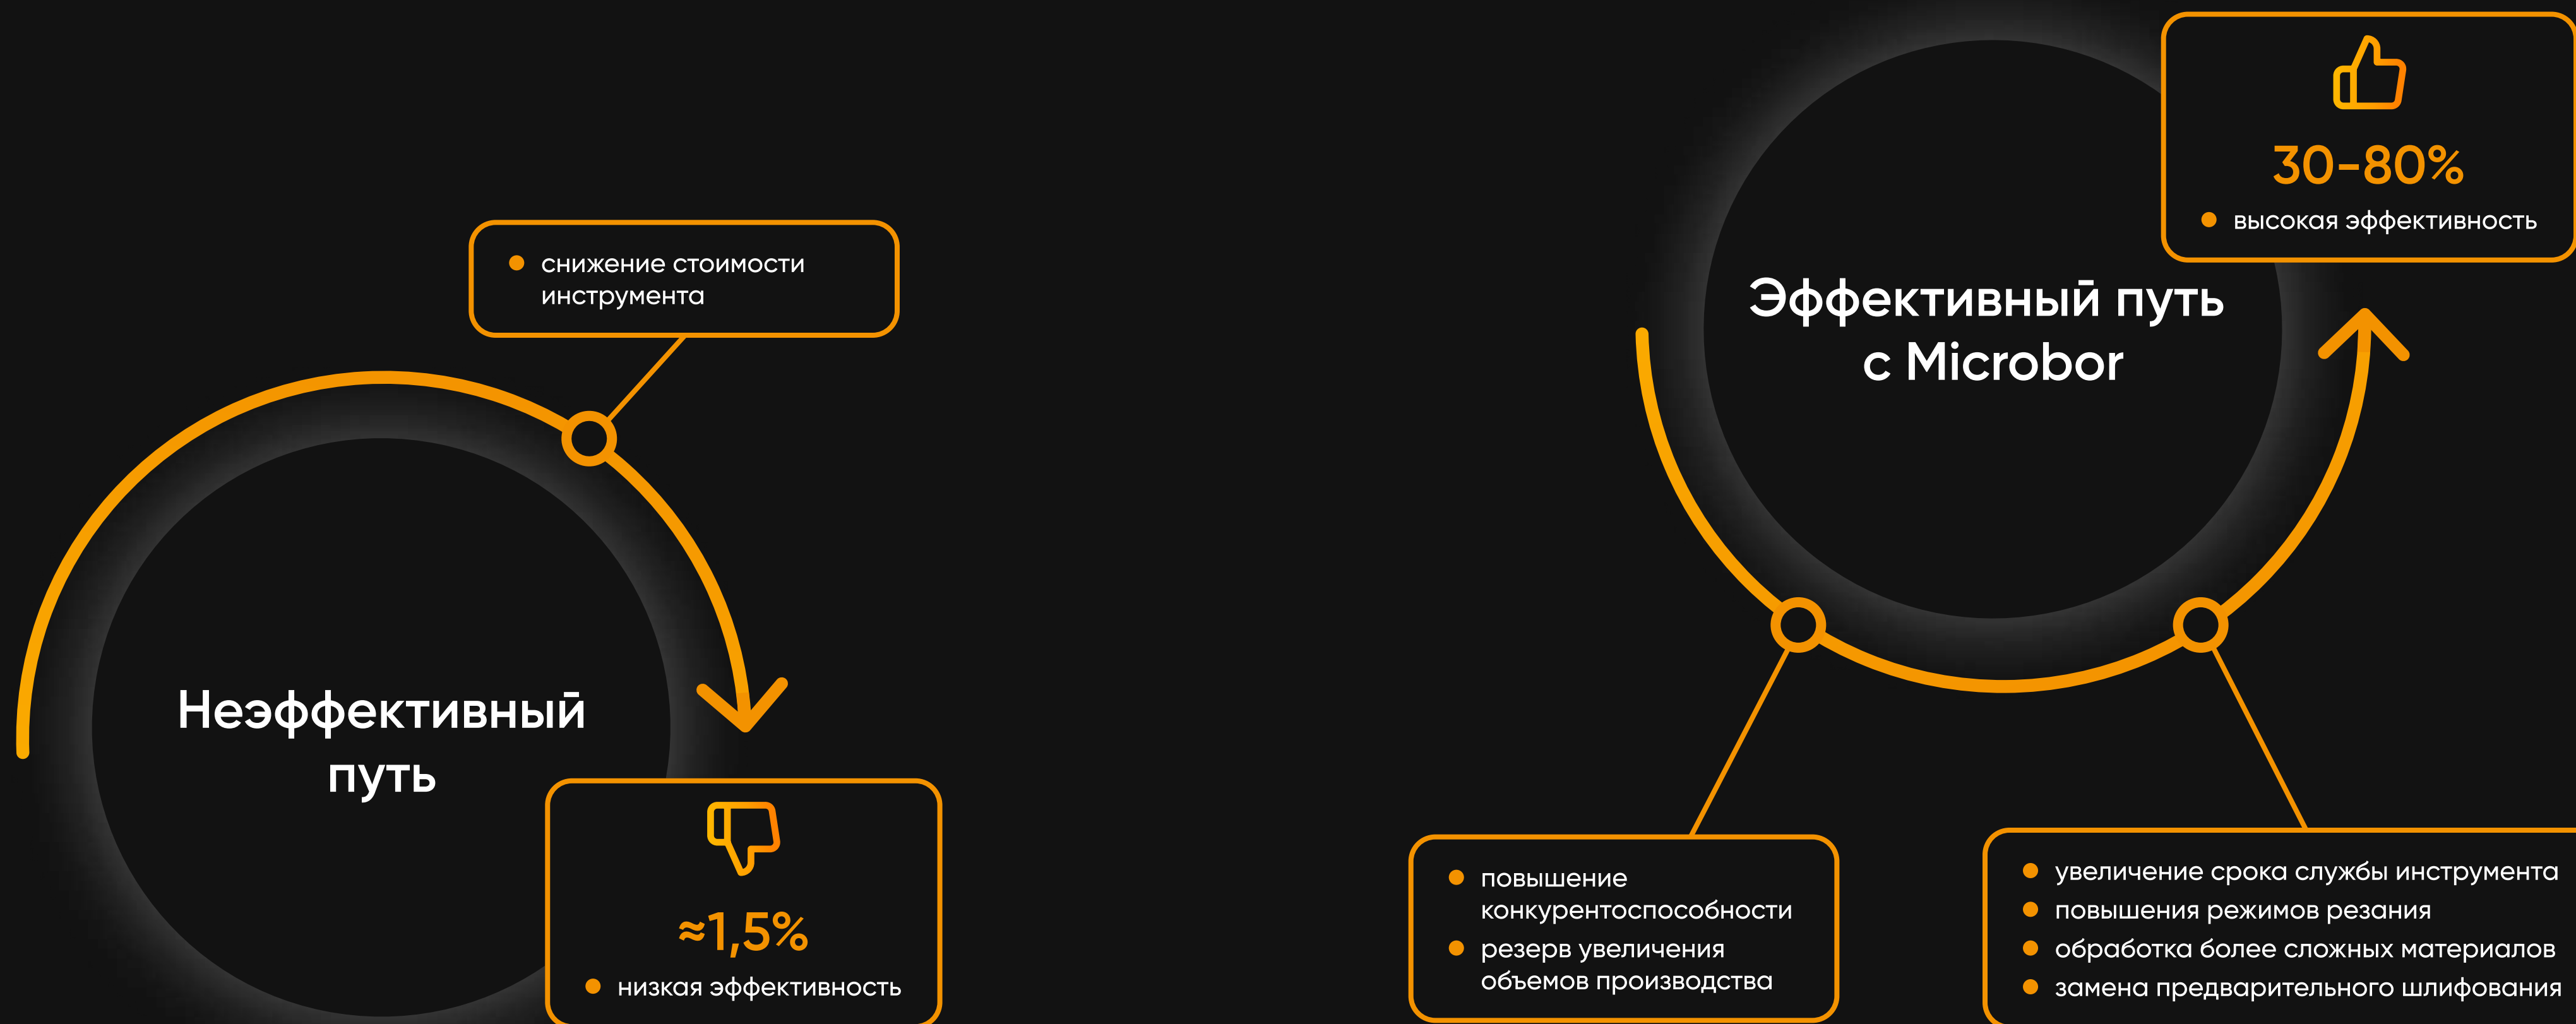 снижение стоимости
инструмента
Неэффективный
путь
≈1,5%
низкая эффективность
30-80%
высокая эффективность
Эффективный путь
с Microbor
повышение
конкурентоспособности
резерв увеличения
объемов производства
увеличение срока службы инструмента
повышения режимов резания
обработка более сложных материалов
замена предварительного шлифования